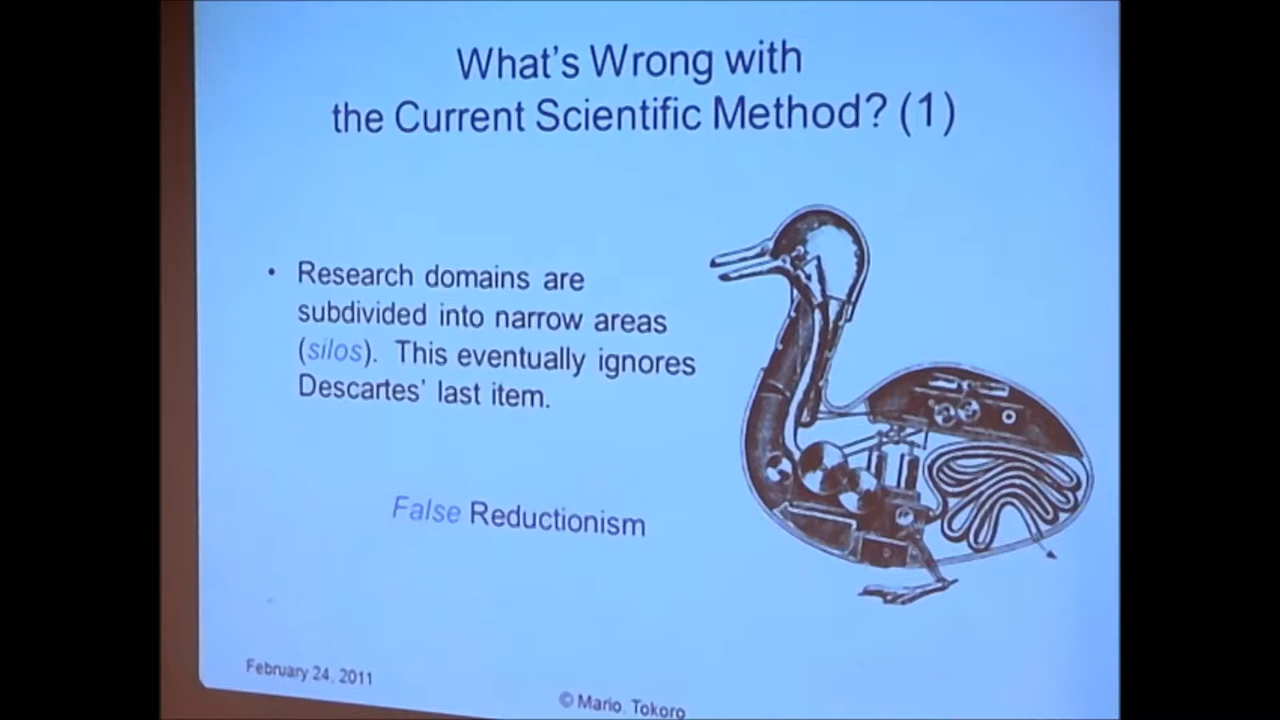 What's Wrong with
the Current Scientific Method? (1)
• Research domains are
subdivided into narrow areas
(silos). This eventually ignores
Descartes' last item.
False Reductionism
February 24, 2011
© Mario. Tokoro